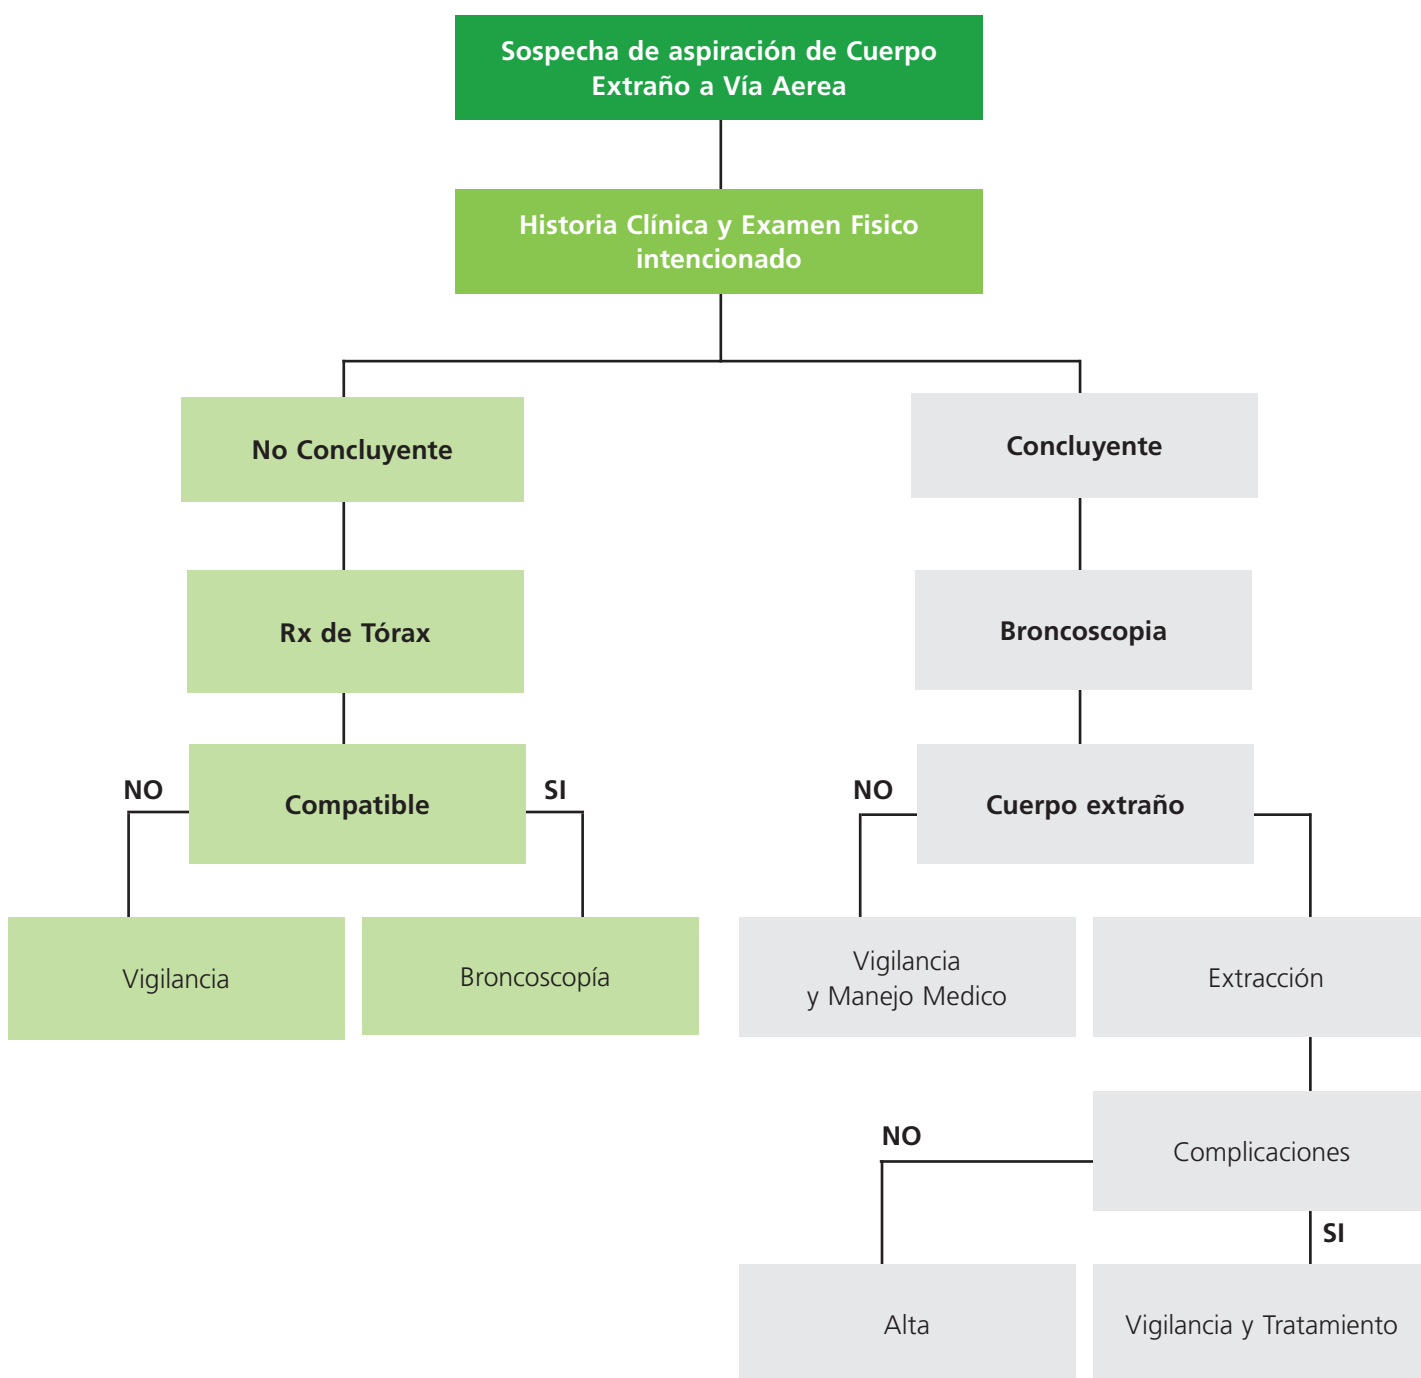 Sospecha de aspiración de Cuerpo
Extraño a Vía Aerea
Historia Clínica y Examen Fisico
intencionado
No Concluyente
Concluyente
Rx de Tórax
Broncoscopia
NO
Compatible
SI
NO
Cuerpo extraño
Vigilancia
Broncoscopía
Vigilancia
y Manejo Medico
Extracción
NO
Complicaciones
SI
Alta
Vigilancia y Tratamiento